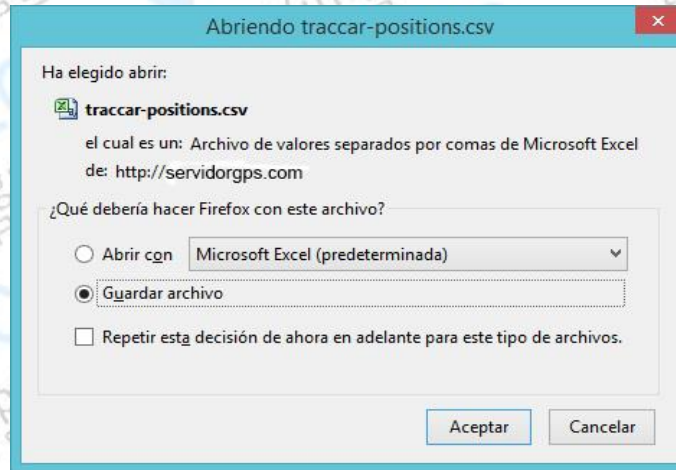 Abriendo traccar-positions.csv
Ha elegido abrir:
traccar-positions.csv
el cual es un: Archivo de valores separados por comas de Microsoft Excel
de: http://servidorgps.com
¿Qué debería hacer Firefox con este archivo?
Abrir con Microsoft Excel (predeterminada)
Guardar archivo
Repetir esta decisión de ahora en adelante para este tipo de archivos.
Aceptar Cancelar